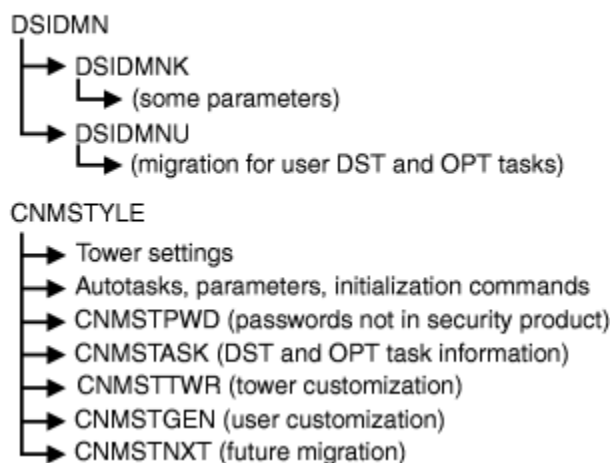 DSIDMN
DSIDMNK
(some parameters)
DSIDMNU
(migration for user DST and OPT tasks)
CNMSTYLE
Tower settings
Autotasks, parameters, initialization commands
CNMSTPWD (passwords not in security product)
CNMSTASK (DST and OPT task information)
CNMSTTWR (tower customization)
CNMSTGEN (user customization)
CNMSTNXT (future migration)